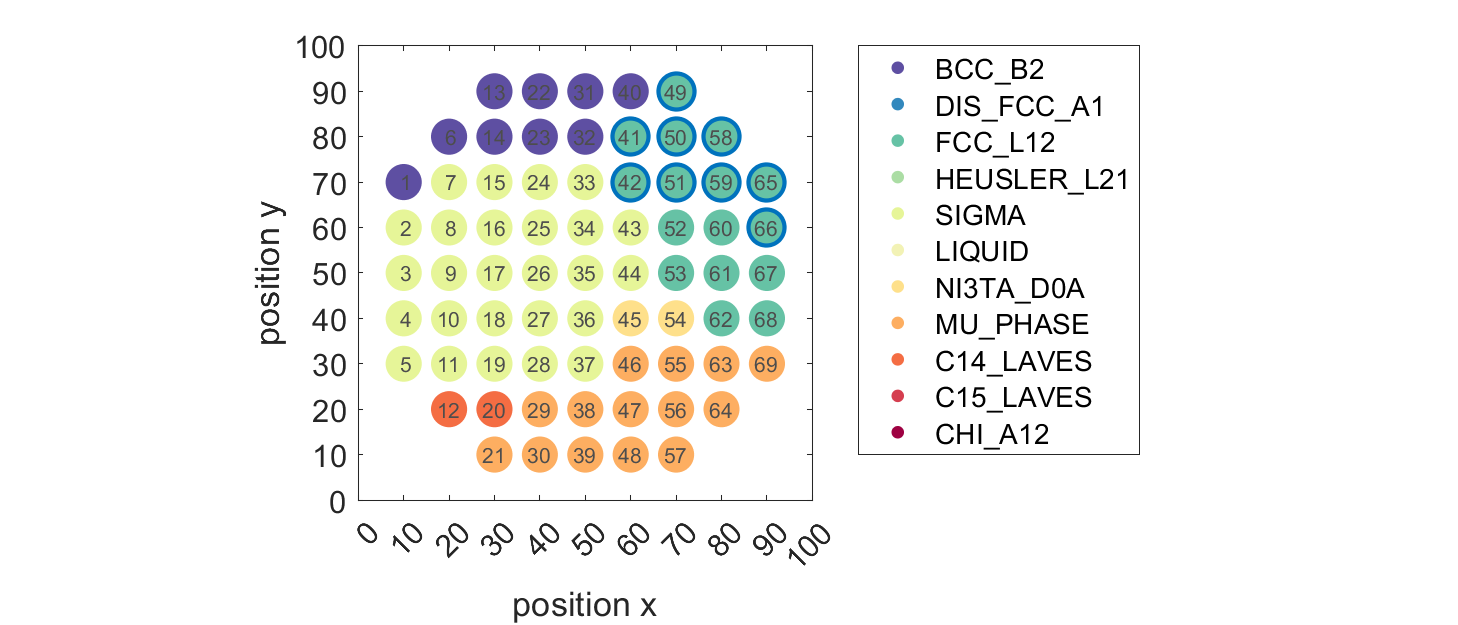 100
90
80
70
60
50
40
30
20
10
0
position y
13 22 31 40 49
6 14 23 32 41 50 58
1 7 15 24 33 42 51 59 65
2 8 16 25 34 43 52 60 66
3 9 17 26 35 44 53 61 67
4 10 18 27 36 45 54 62 68
5 11 19 28 37 46 55 63 69
12 20 29 38 47 56 64
21 30 39 48 57
0 10 20 30 40 50 60 70 80 90 100
position x
BCC_B2
DIS_FCC_A1
FCC_L12
HEUSLER_L21
SIGMA
LIQUID
NI3TA_D0A
MU_PHASE
C14_LAVES
C15_LAVES
CHI_A12